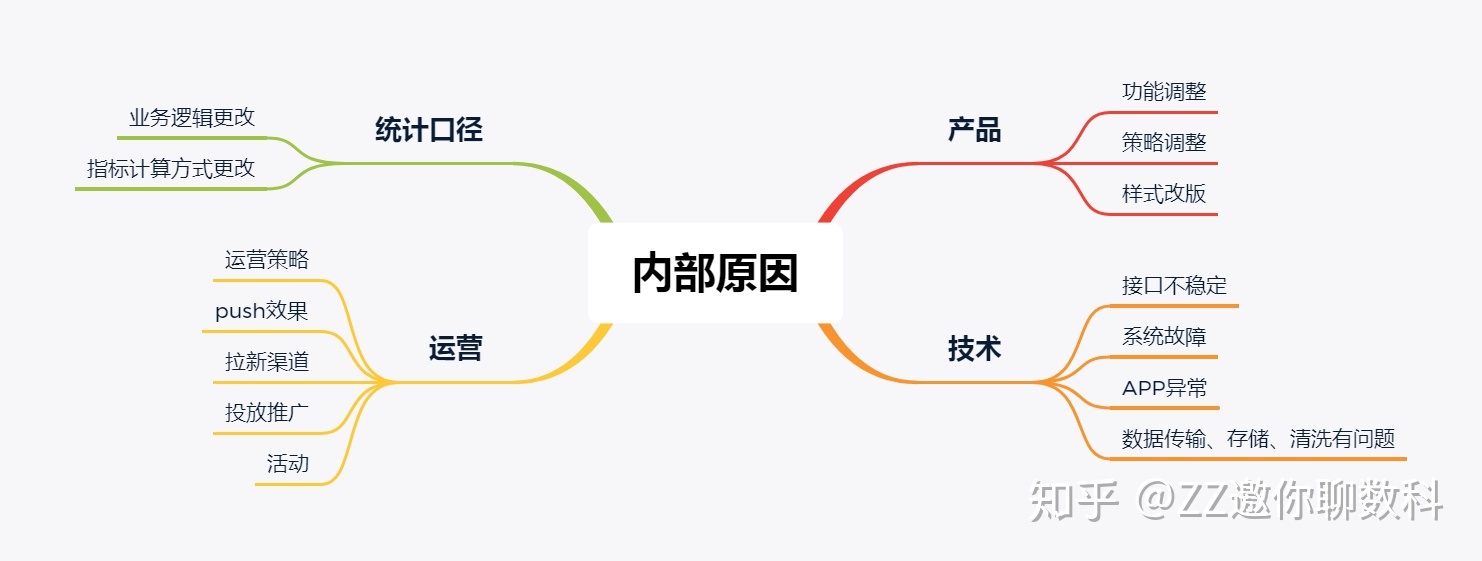 内部原因
产品
功能调整
策略调整
样式改版
技术
接口不稳定
系统故障
APP异常
数据传输、存储、清洗有问题
统计口径
业务逻辑更改
指标计算方式更改
运营
运营策略
push效果
拉新渠道
投放推广
活动
知乎 @ZZ邀你聊数科